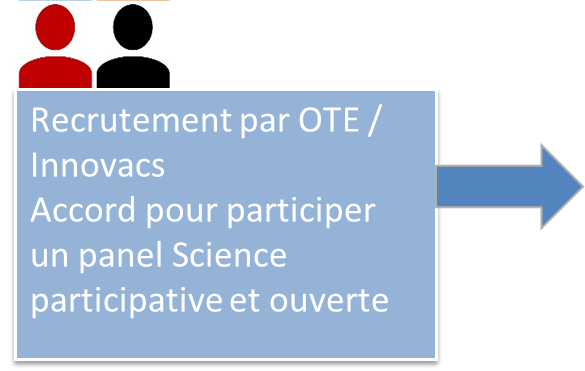 Recrutement par OTE /
Innovacs
Accord pour participer
un panel Science
participative et ouverte